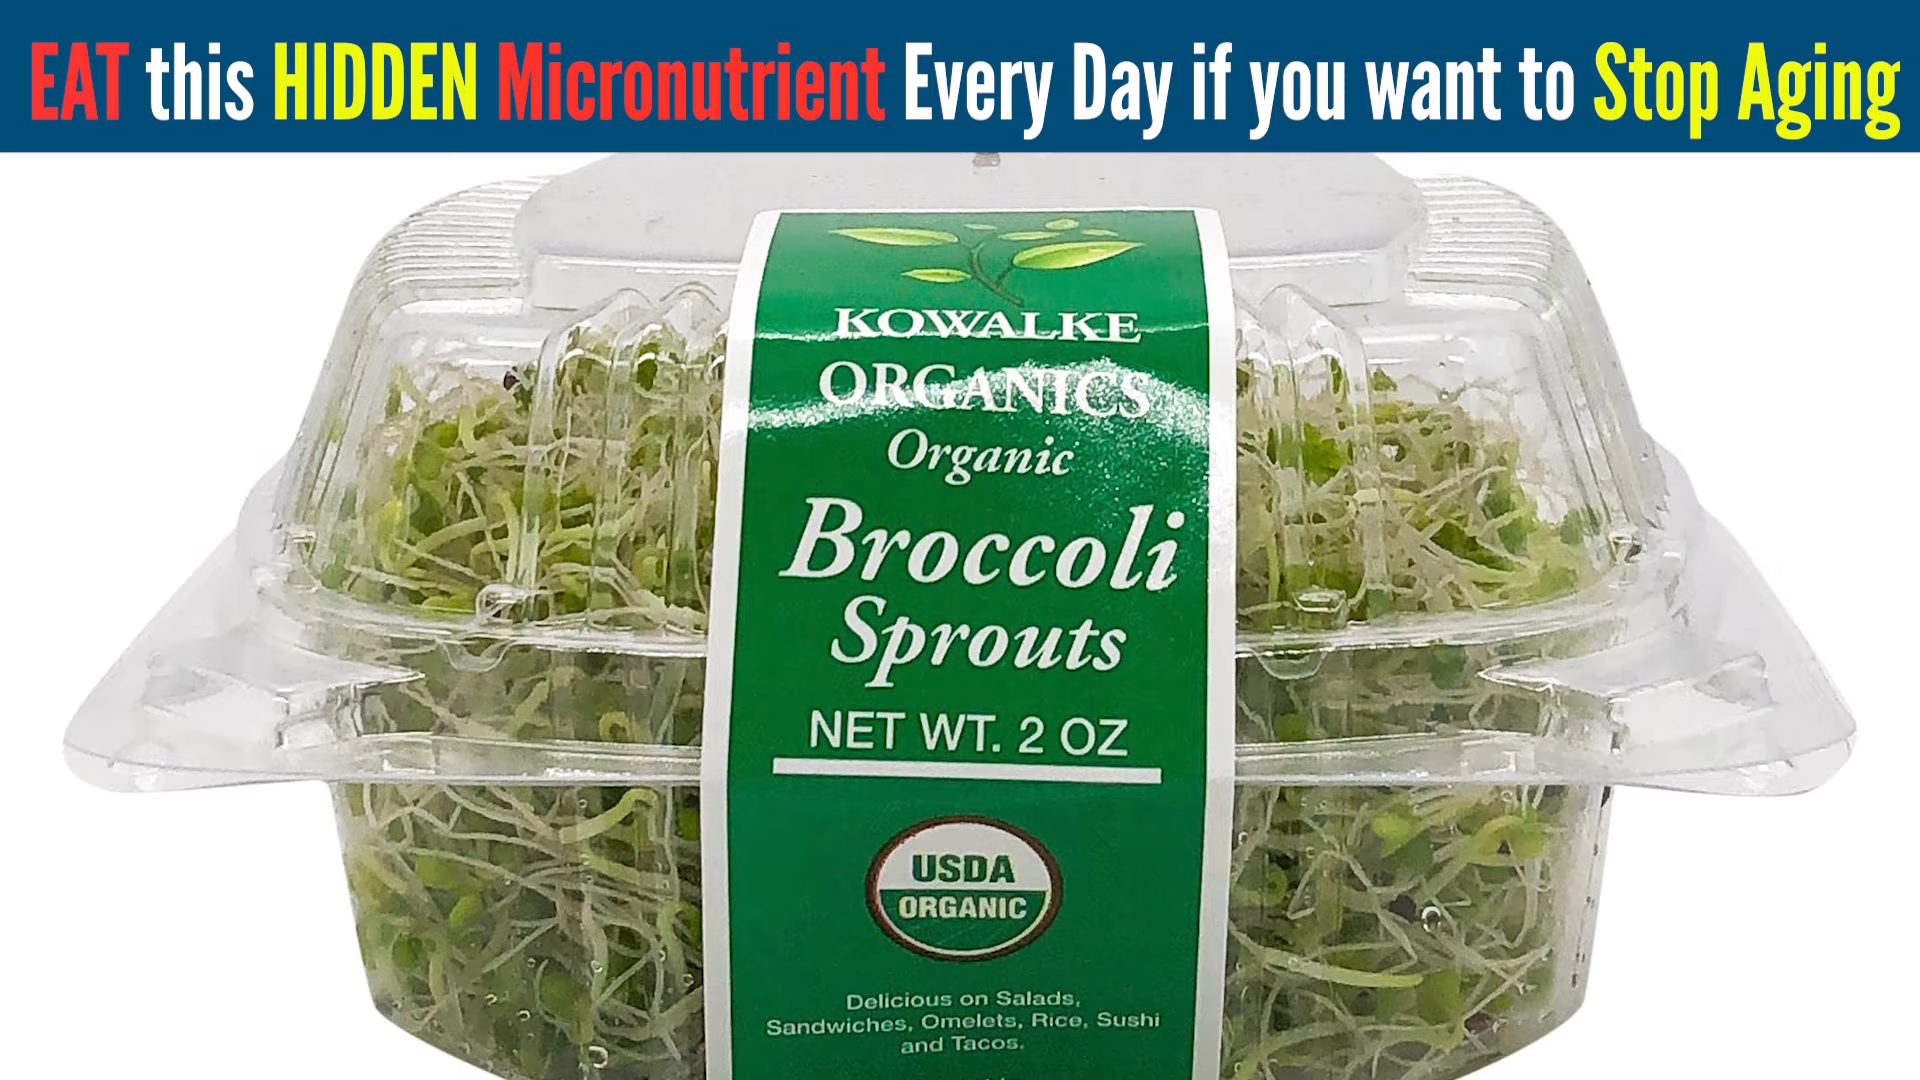 EAT this HIDDEN Micronutrient Every Day if you want to Stop Aging
KOWALKE
ORGANICS
Organic
Broccoli
Sprouts
NET WT. 2 OZ
USDA
ORGANIC
Delicious on Salads,
Sandwiches, Omelets, Rice, Sushi
and Tacos.